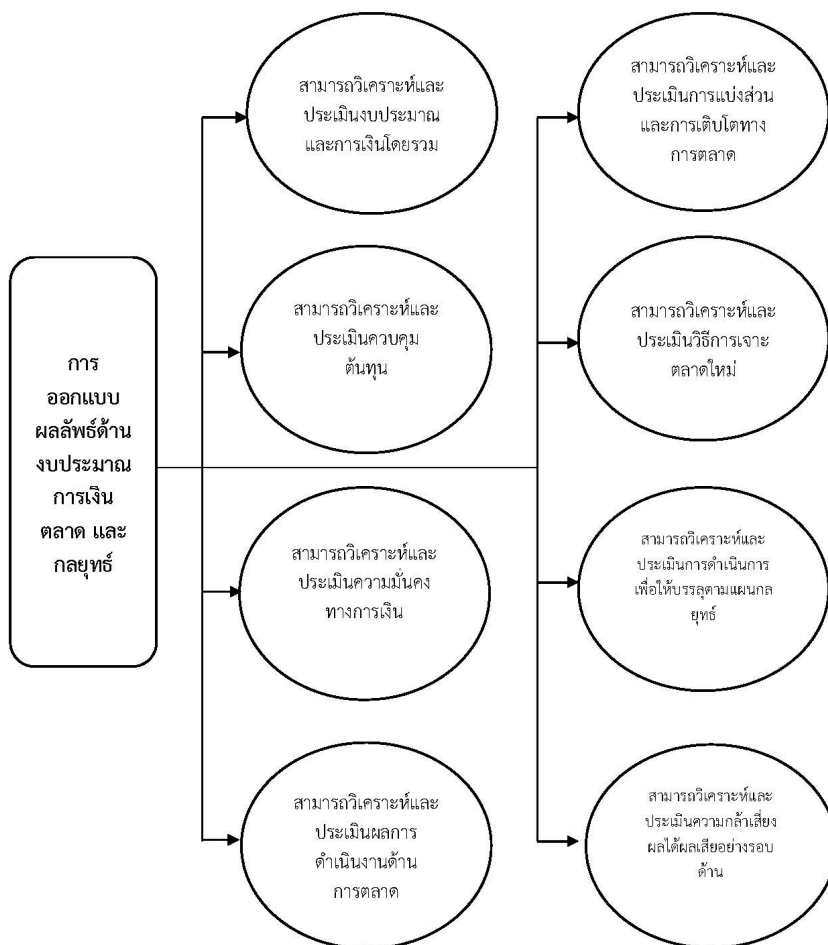 การ
ออกแบบ
ผลลัพธ์ด้าน
งบประมาณ
การเงิน
ตลาด และ
กลยุทธ์
สามารถวิเคราะห์และ
ประเมินงบประมาณ
และการเงินโดยรวม
สามารถวิเคราะห์และ
ประเมินควบคุม
ต้นทุน
สามารถวิเคราะห์และ
ประเมินความมั่นคง
ทางการเงิน
สามารถวิเคราะห์และ
ประเมินผลการ
ดำเนินงานด้าน
การตลาด
สามารถวิเคราะห์และ
ประเมินการแบ่งส่วน
และการเติบโตทาง
การตลาด
สามารถวิเคราะห์และ
ประเมินวิธีการเจาะ
ตลาดใหม่
สามารถวิเคราะห์และ
ประเมินการดำเนินการ
เพื่อให้บรรลุตามแผนกล
ยุทธ์
สามารถวิเคราะห์และ
ประเมินความกล้าเสี่ยง
ผลได้ผลเสียอย่างรอบ
ด้าน